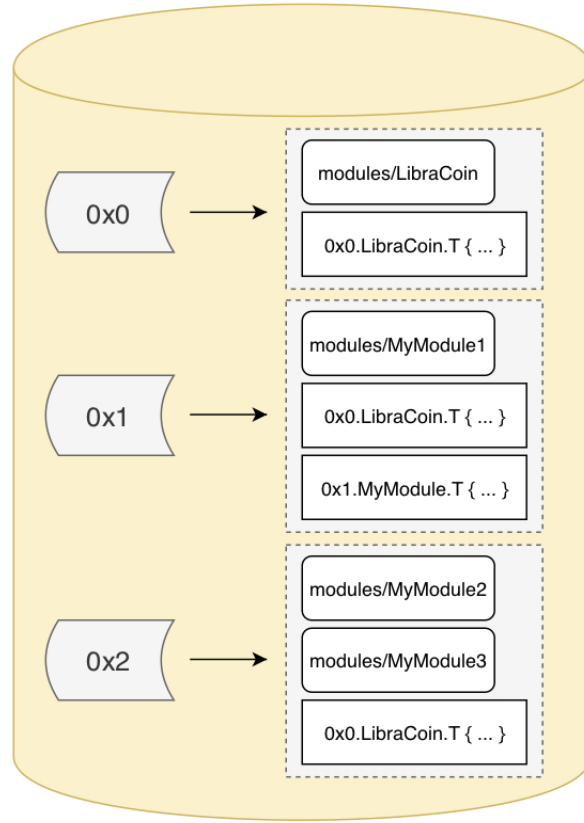 0x0
modules/LibraCoin
0x0.LibraCoin.T { ... }
0x1
modules/MyModule1
0x0.LibraCoin.T { ... }
0x1.MyModule.T { ... }
0x2
modules/MyModule2
modules/MyModule3
0x0.LibraCoin.T { ... }